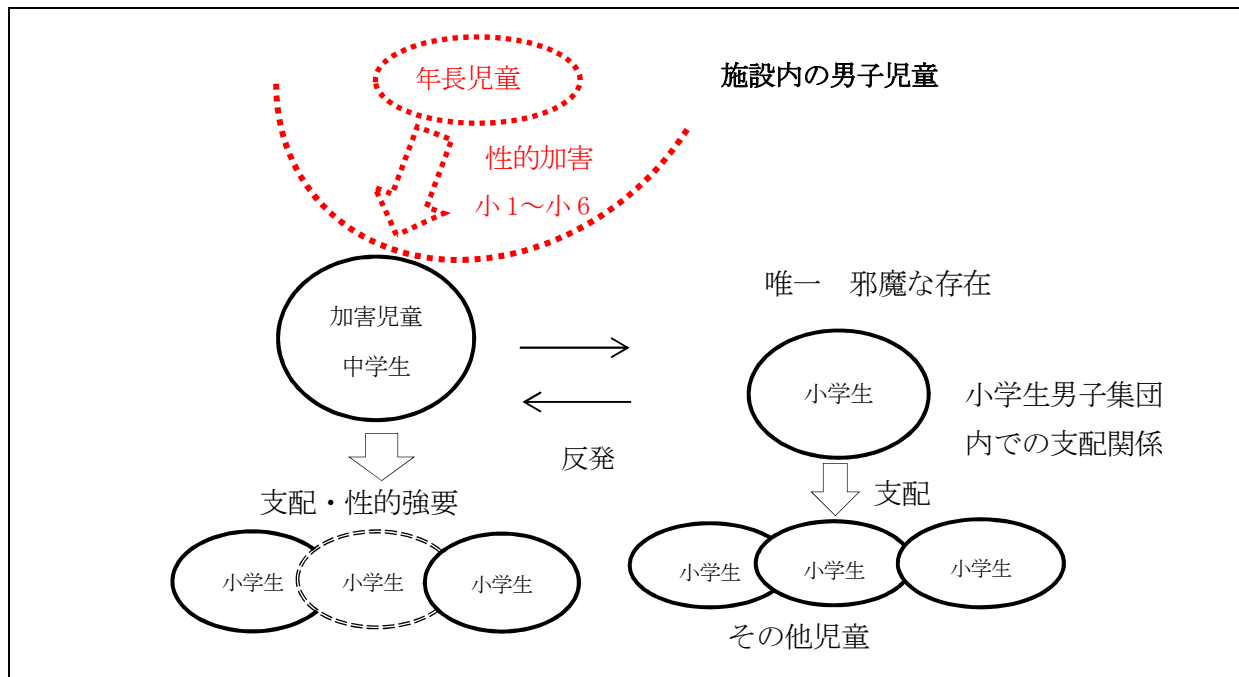 年長児童
施設内の男子児童
性的加害
小1～小6
唯一　邪魔な存在
加害児童
中学生
小学生
小学生男子集団
内での支配関係
反発
支配
支配・性的強要
小学生
小学生
小学生
小学生
小学生
小学生
その他児童